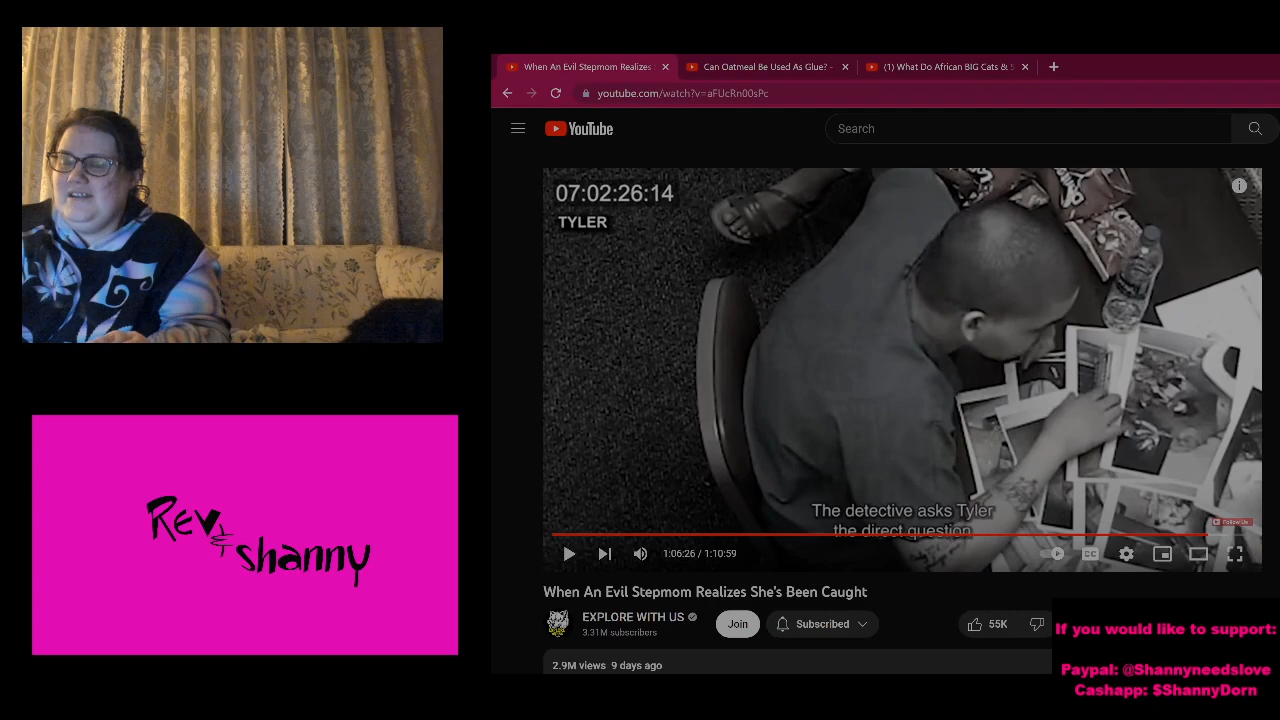 When An Evil Stepmom Realizes
Can Oatmeal Be Used As Glue? -
(1) What Do African BIG Cats &
youtube.com/watch?v=aFUcRn00sPc
YouTube
Search
07:02:26:14
TYLER
The detective asks Tyler
the direct question
Follow Us
1:06:26 / 1:10:59
CC
When An Evil Stepmom Realizes She's Been Caught
EXPLORE WITH US
3.31M subscribers
Join
Subscribed
55K
2.9M views 9 days ago
Rev
&
shanny
If you would like to support:
Paypal: @Shannyneedslove
Cashapp: $ShannyDorn